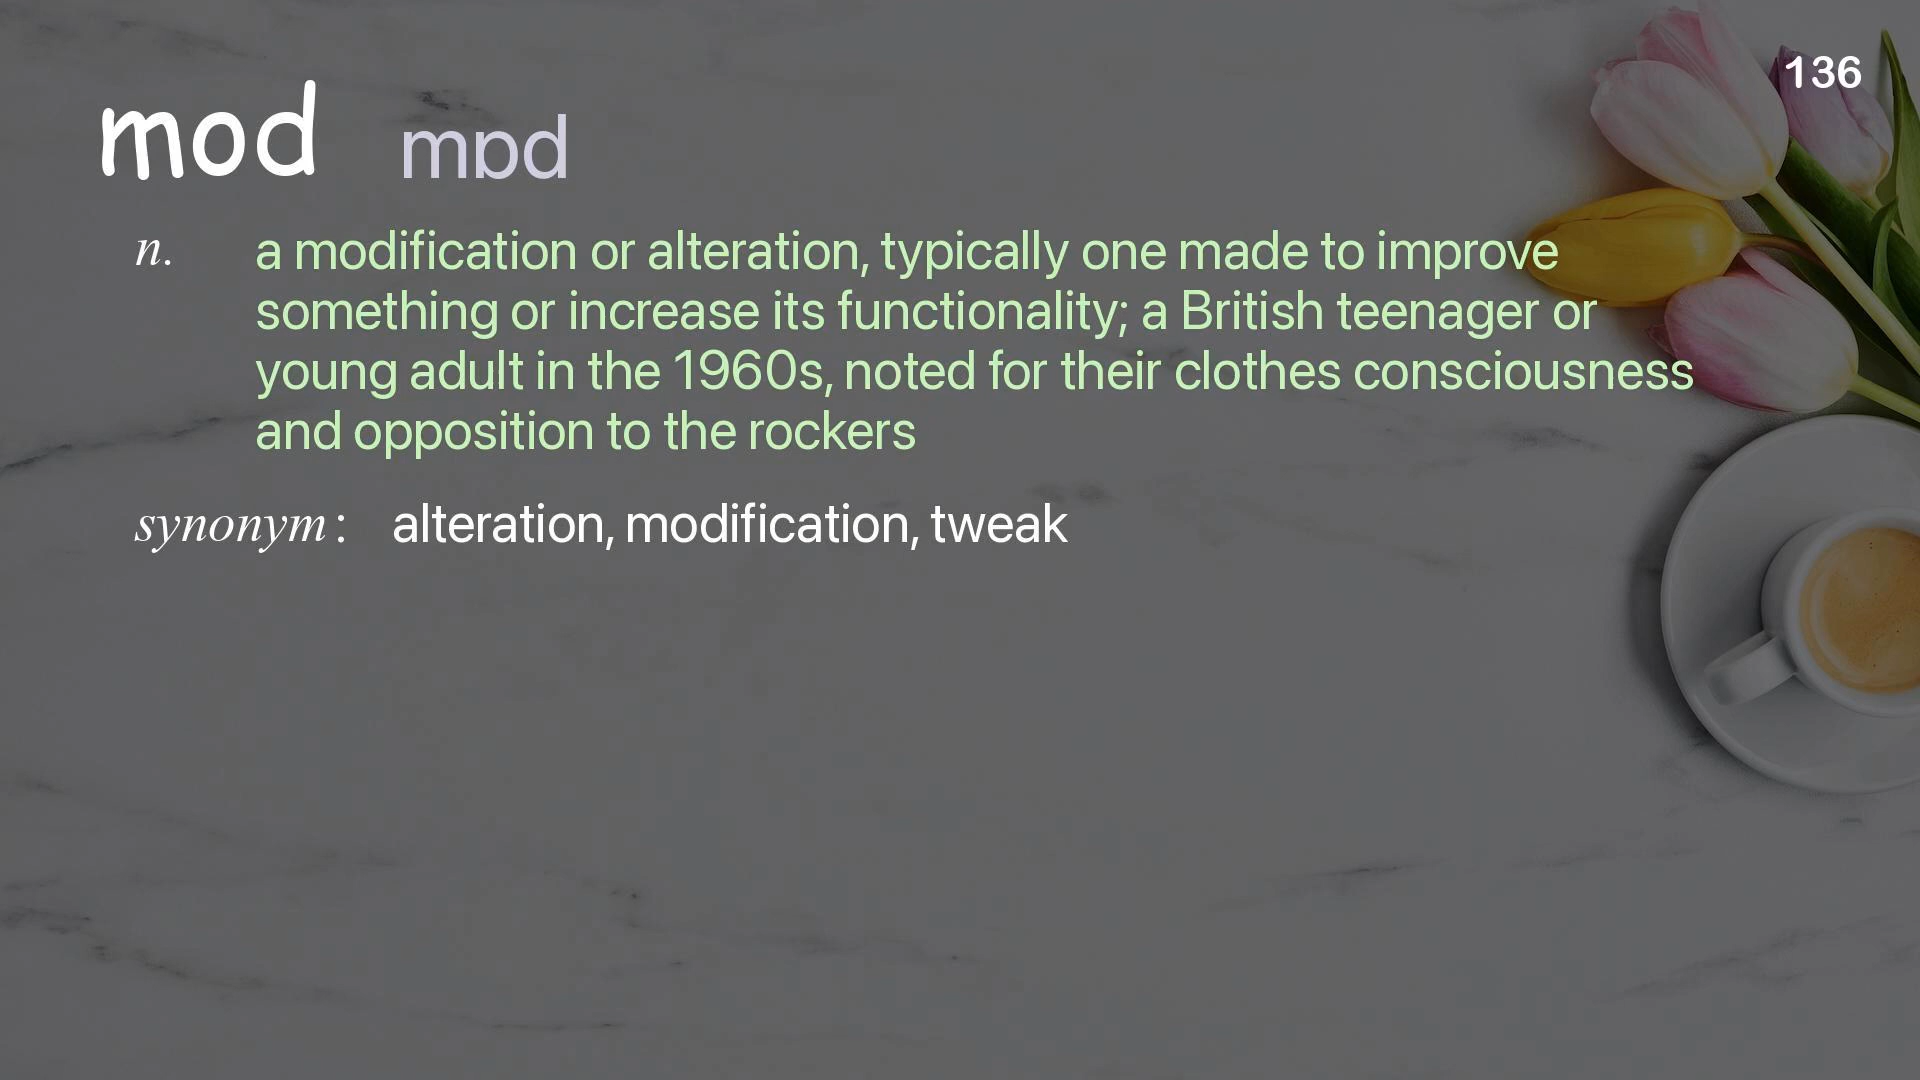 136
mod mɒd
n. a modification or alteration, typically one made to improve
something or increase its functionality; a British teenager or
young adult in the 1960s, noted for their clothes consciousness
and opposition to the rockers
synonym : alteration, modification, tweak